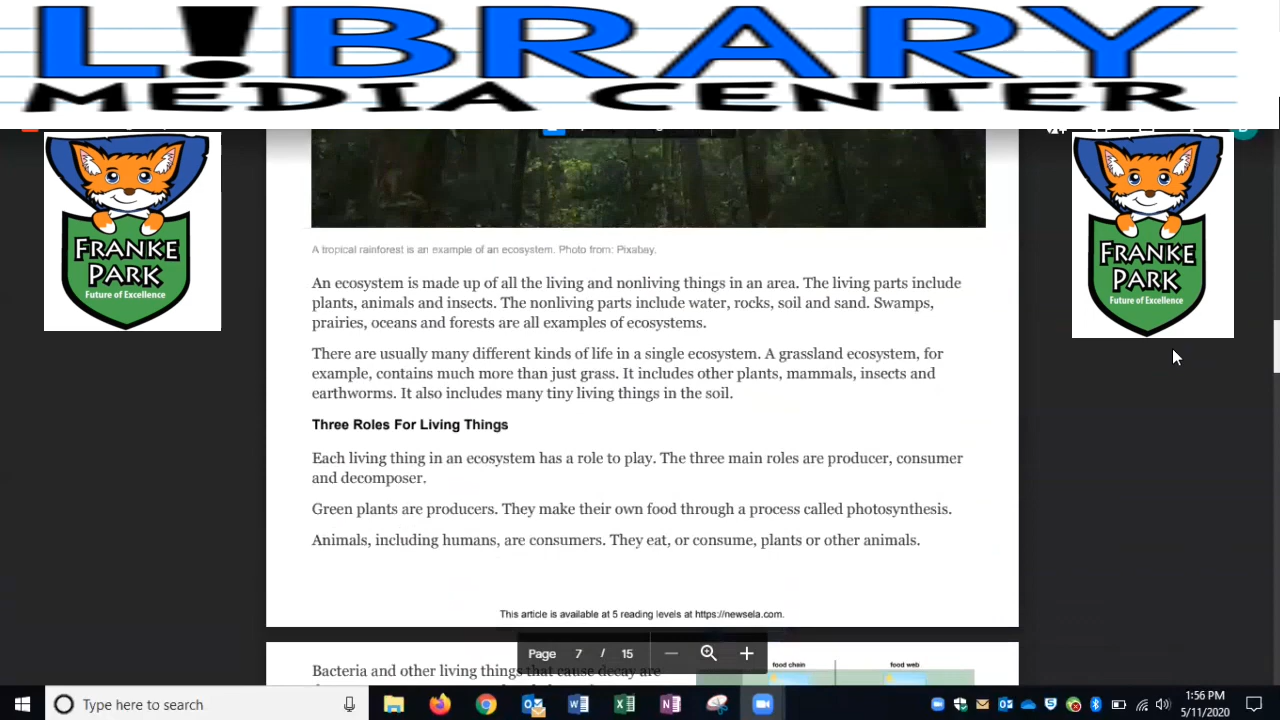 L!BRARY
MEDIA CENTER
FRANKE
PARK
Future of Excellence
FRANKE
PARK
Future of Excellence
A tropical rainforest is an example of an ecosystem. Photo from: Pixabay.
An ecosystem is made up of all the living and nonliving things in an area. The living parts include
plants, animals and insects. The nonliving parts include water, rocks, soil and sand. Swamps,
prairies, oceans and forests are all examples of ecosystems.
There are usually many different kinds of life in a single ecosystem. A grassland ecosystem, for
example, contains much more than just grass. It includes other plants, mammals, insects and
earthworms. It also includes many tiny living things in the soil.
Three Roles For Living Things
Each living thing in an ecosystem has a role to play. The three main roles are producer, consumer
and decomposer.
Green plants are producers. They make their own food through a process called photosynthesis.
Animals, including humans, are consumers. They eat, or consume, plants or other animals.
This article is available at 5 reading levels at https://newsela.com.
Page 7 / 15
Bacteria and other living things that cause decay are
food chain
food web
Type here to search
1:56 PM
5/11/2020